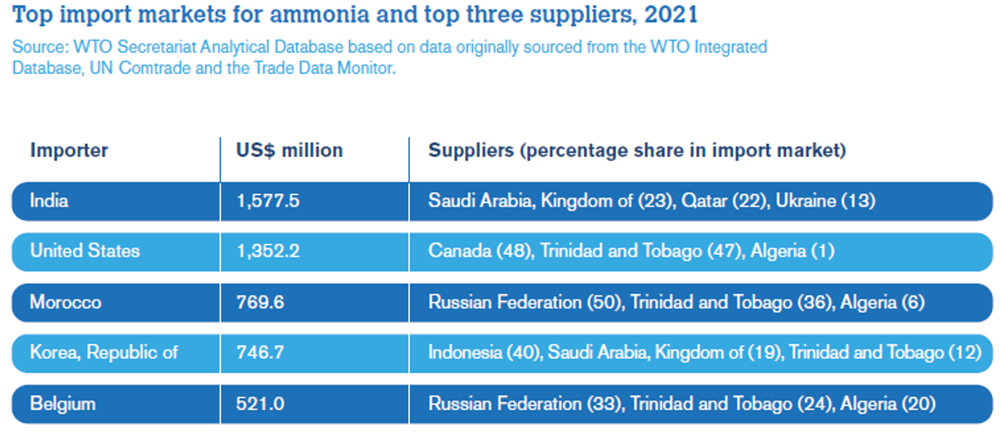 Top import markets for ammonia and top three suppliers, 2021
Source: WTO Secretariat Analytical Database based on data originally sourced from the WTO Integrated
Database, UN Comtrade and the Trade Data Monitor.
Importer US$ million Suppliers (percentage share in import market)
India 1,577.5 Saudi Arabia, Kingdom of (23), Qatar (22), Ukraine (13)
United States 1,352.2 Canada (48), Trinidad and Tobago (47), Algeria (1)
Morocco 769.6 Russian Federation (50), Trinidad and Tobago (36), Algeria (6)
Korea, Republic of 746.7 Indonesia (40), Saudi Arabia, Kingdom of (19), Trinidad and Tobago (12)
Belgium 521.0 Russian Federation (33), Trinidad and Tobago (24), Algeria (20)